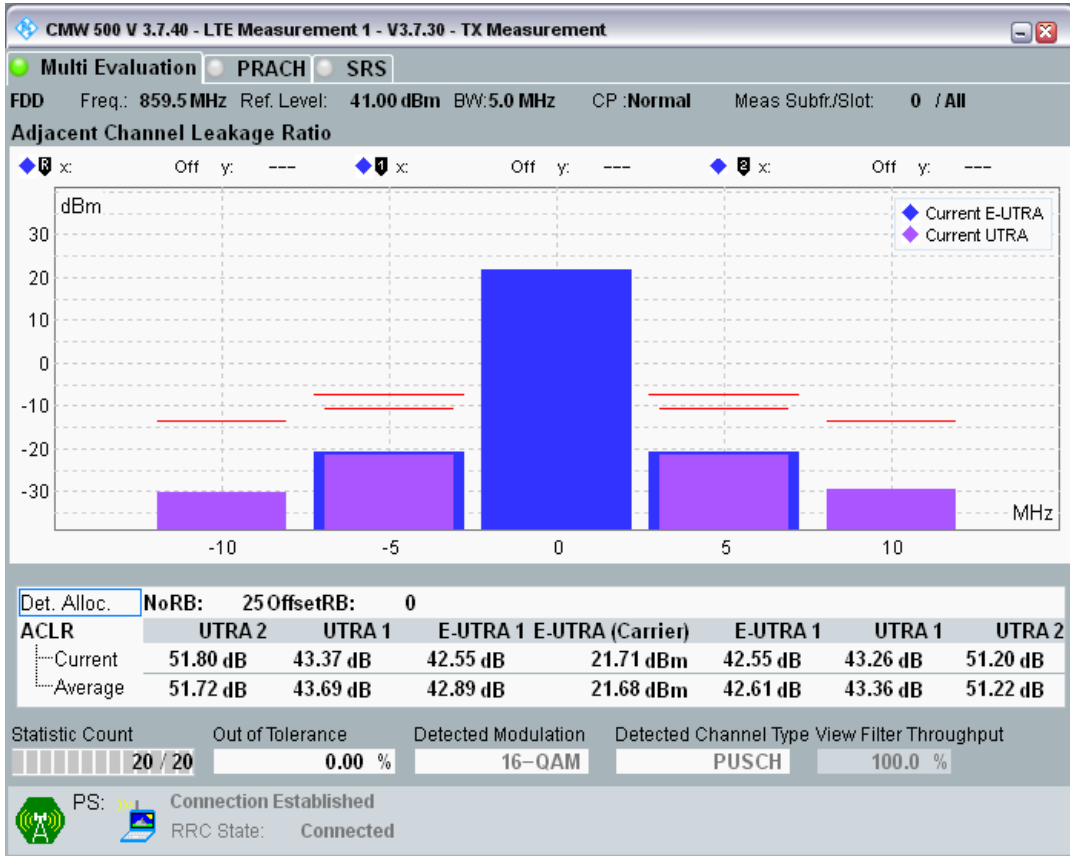 CMW 500 V 3.7.40 - LTE Measurement 1 - V3.7.30 - TX Measurement
Multi Evaluation PRACH SRS
FDD Freq.: 859.5 MHz Ref. Level: 41.00 dBm BW: 5.0 MHz CP :Normal Meas Subfr./Slot: 0 / All
Adjacent Channel Leakage Ratio
R x: Off y: --- 1 x: Off y: --- 2 x: Off y: ---
dBm
Current E-UTRA
Current UTRA
30
20
10
0
-10
-20
-30
MHz
-10 -5 0 5 10
Det. Alloc. NoRB: 25 OffsetRB: 0
ACLR UTRA 2 UTRA 1 E-UTRA 1 E-UTRA (Carrier) E-UTRA 1 UTRA 1 UTRA 2
Current 51.80 dB 43.37 dB 42.55 dB 21.71 dBm 42.55 dB 43.26 dB 51.20 dB
Average 51.72 dB 43.69 dB 42.89 dB 21.68 dBm 42.61 dB 43.36 dB 51.22 dB
Statistic Count Out of Tolerance Detected Modulation Detected Channel Type View Filter Throughput
20 / 20 0.00 % 16-QAM PUSCH 100.0 %
PS: Connection Established
RRC State: Connected